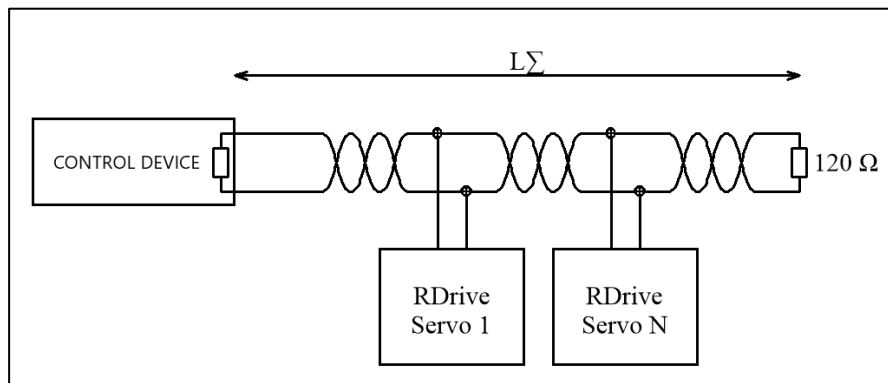 L∑
CONTROL DEVICE
120 Ω
RDrive
Servo 1
RDrive
Servo N